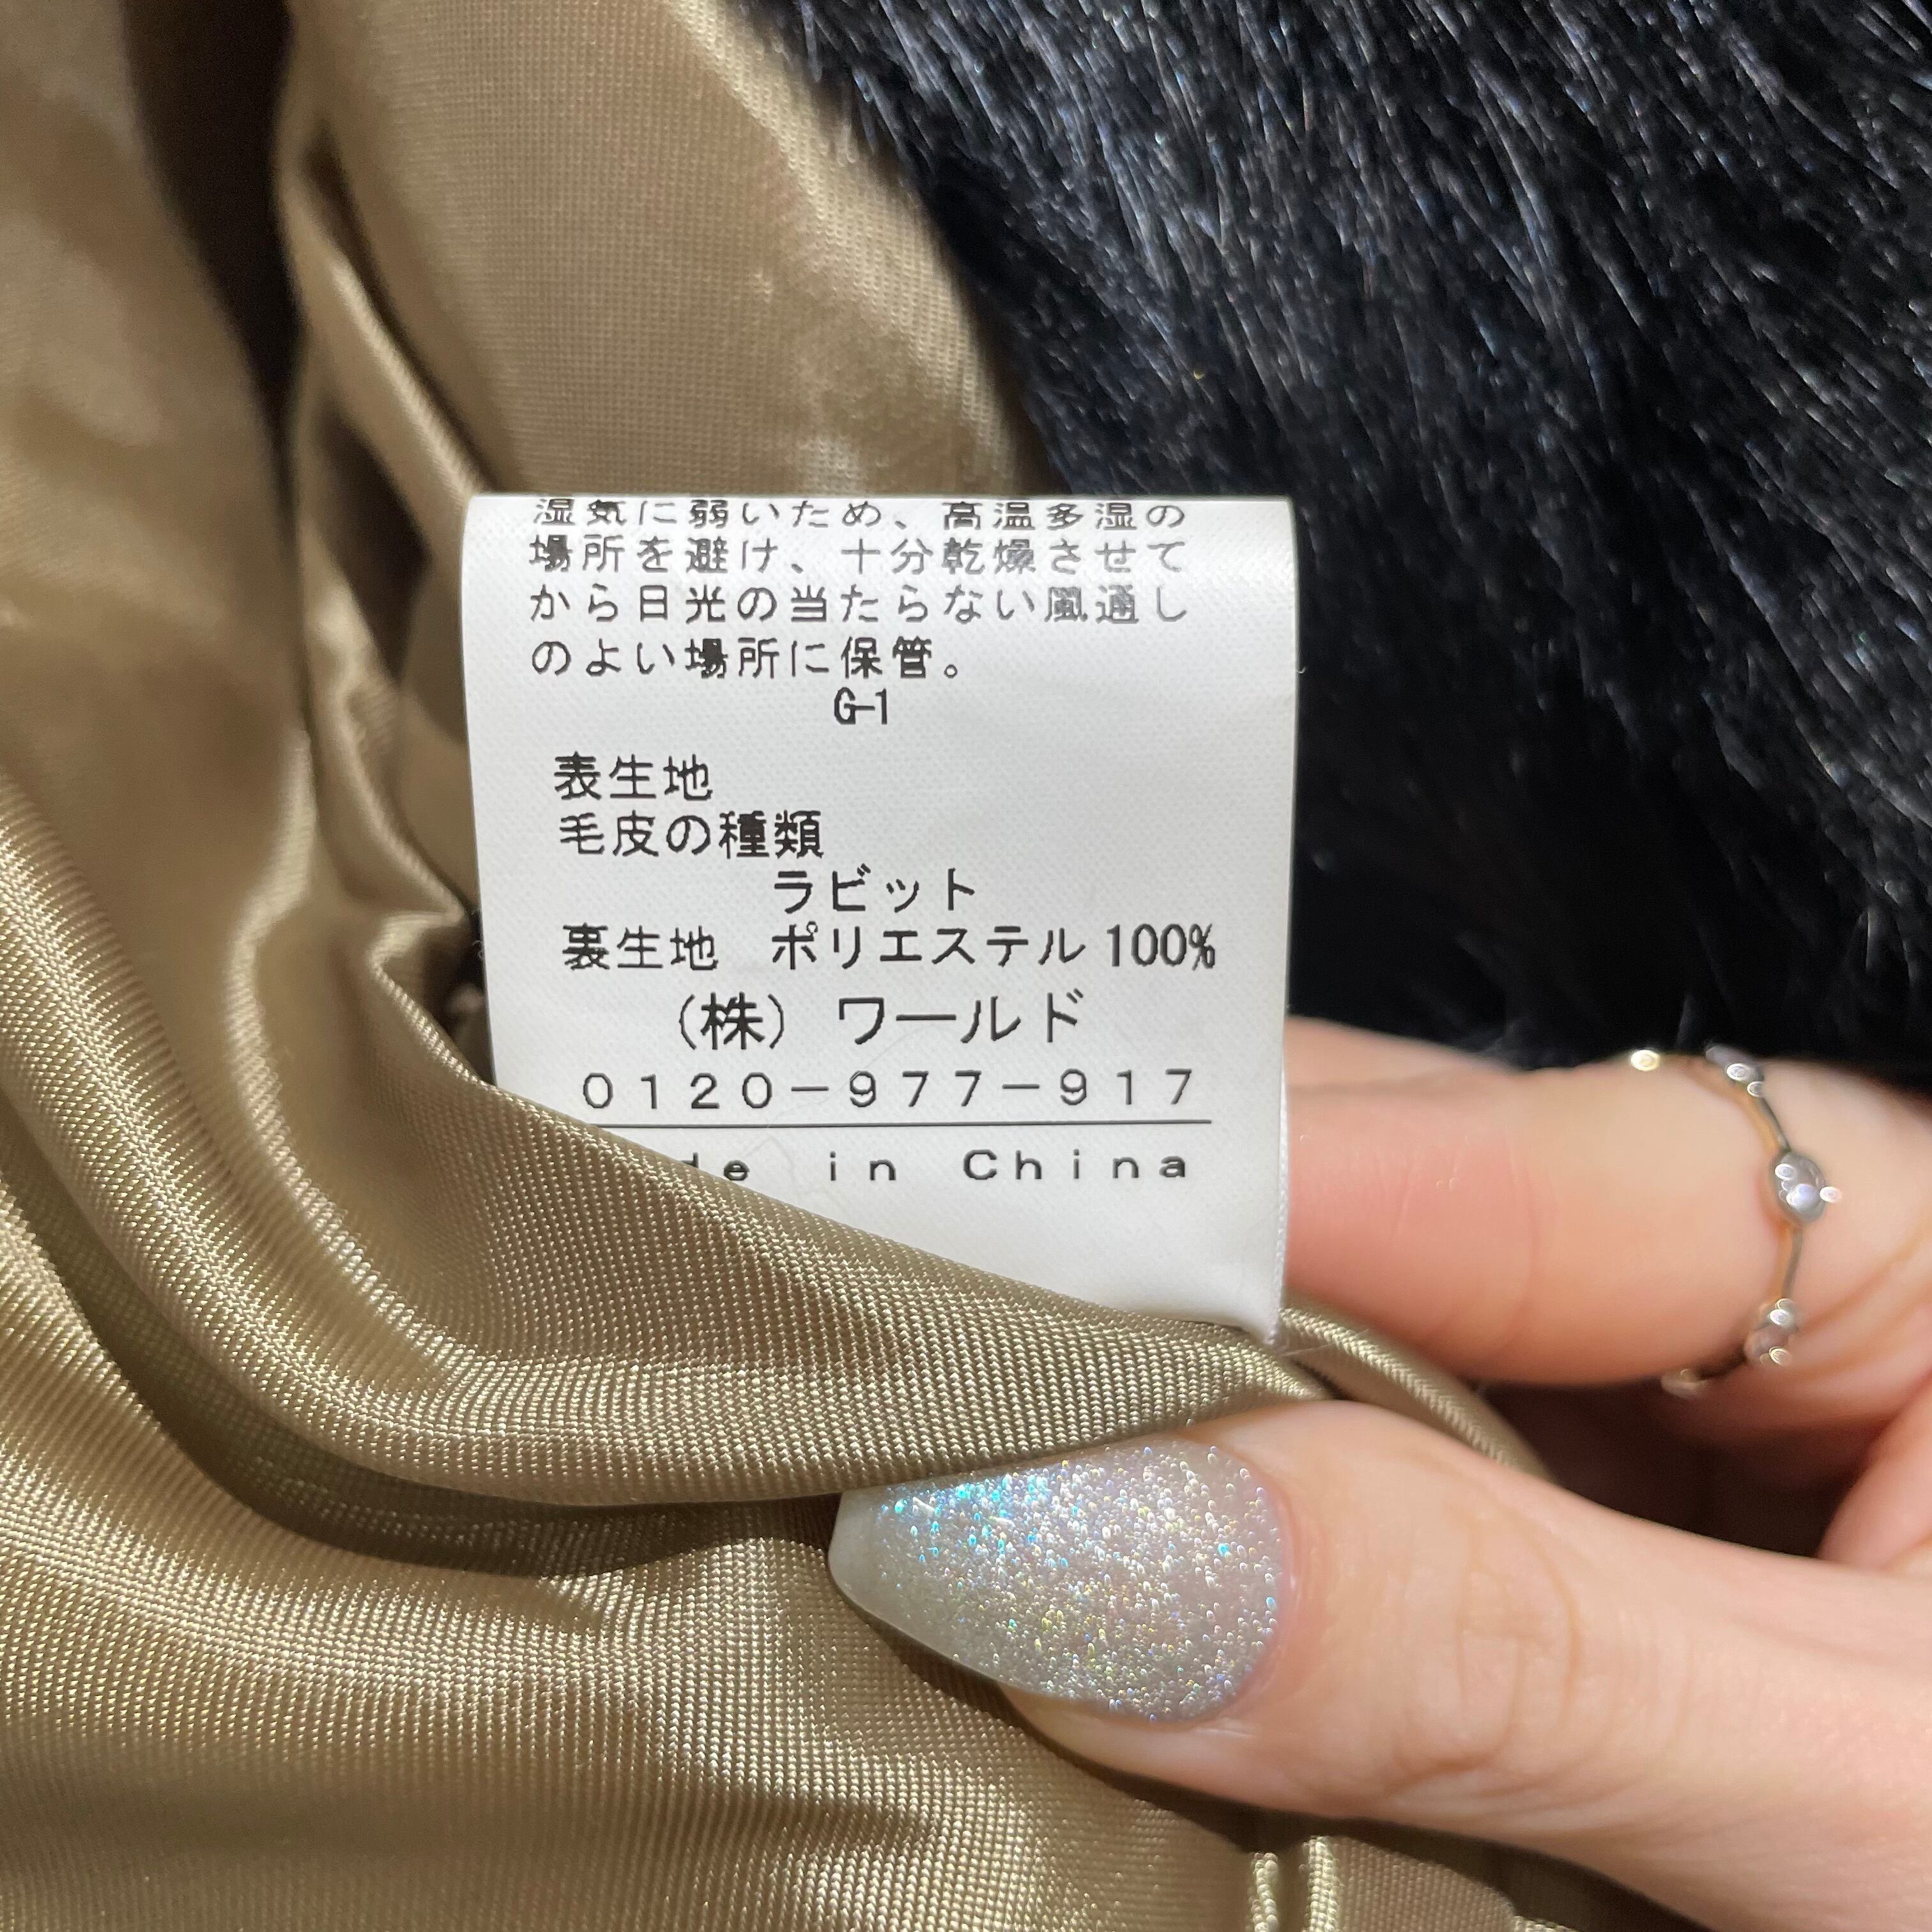 湿気に弱いため、高温多湿の
場所を避け、十分乾燥させて
から日光の当たらない風通し
のよい場所に保管。
G-1
表生地
毛皮の種類
ラビット
裏生地 ポリエステル100%
(株) ワールド
0120-977-917
de in China